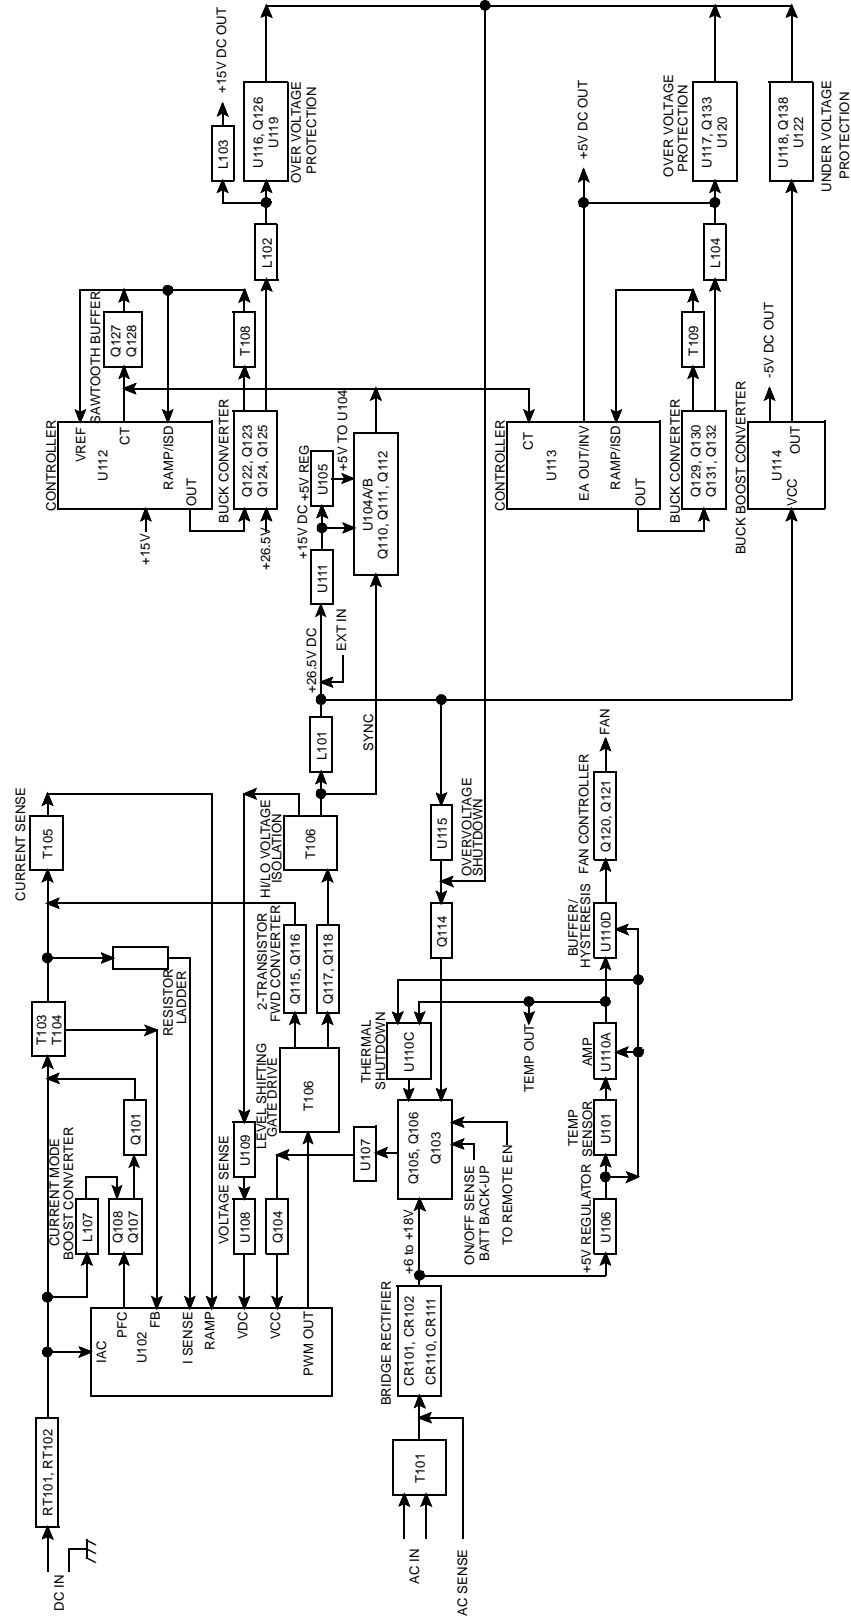 DC IN
RT101, RT102
IAC
PFC
U102
FB
I SENSE
RAMP
VDC
VCC
PWM OUT
CURRENT MODE
BOOST CONVERTER
L107
Q108
Q107
Q101
T103
T104
RESISTOR
LADDER
CURRENT SENSE
T105
VOLTAGE SENSE
U108
U109
Q104
LEVEL SHIFTING
GATE DRIVE
T106
2-TRANSISTOR
FWD CONVERTER
Q115, Q116
Q117, Q118
HI/LO VOLTAGE
ISOLATION
T106
L101
SYNC
+26.5V DC
EXT IN
U111
+15V DC
+5V REG
U105
+5V TO U104
U104A/B
Q110, Q111, Q112
CONTROLLER
VREF
U112
CT
RAMP/ISD
OUT
+15V
SAWTOOTH BUFFER
Q127
Q128
BUCK CONVERTER
Q122, Q123
Q124, Q125
+26.5V
T108
L102
L103
+15V DC OUT
U116, Q126
U119
OVER VOLTAGE
PROTECTION
AC IN
AC SENSE
T101
BRIDGE RECTIFIER
CR101, CR102
CR110, CR111
+6 to +18V
U107
Q105, Q106
Q103
ON/OFF SENSE
BATT BACK-UP
TO REMOTE EN
THERMAL
SHUTDOWN
U110C
Q114
U115
OVERVOLTAGE
SHUTDOWN
+5V REGULATOR
U106
TEMP
SENSOR
U101
AMP
U110A
TEMP OUT
BUFFER/
HYSTERESIS
U110D
FAN CONTROLLER
Q120, Q121
FAN
CONTROLLER
CT
U113
EA OUT/INV
RAMP/ISD
OUT
BUCK CONVERTER
Q129, Q130
Q131, Q132
T109
L104
+5V DC OUT
OVER VOLTAGE
PROTECTION
U117, Q133
U120
BUCK BOOST CONVERTER
U114
VCC
OUT
-5V DC OUT
U118, Q138
U122
UNDER VOLTAGE
PROTECTION